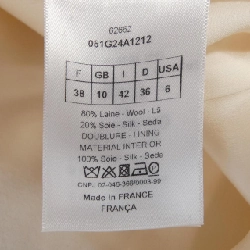 02662
051G24A1212
F GB I D USA
38 10 42 36 6
80% Laine - Wool - Lã
20% Soie - Silk - Seda
DOUBLURE - LINING
MATERIAL INTERIOR
100% Soie - Silk - Seda
Made in FRANCE
FRANÇA